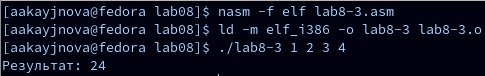 [aakayjnova@fedora lab08]$ nasm -f elf lab8-3.asm
[aakayjnova@fedora lab08]$ ld -m elf_i386 -o lab8-3 lab8-3.o
[aakayjnova@fedora lab08]$ ./lab8-3 1 2 3 4
Результат: 24